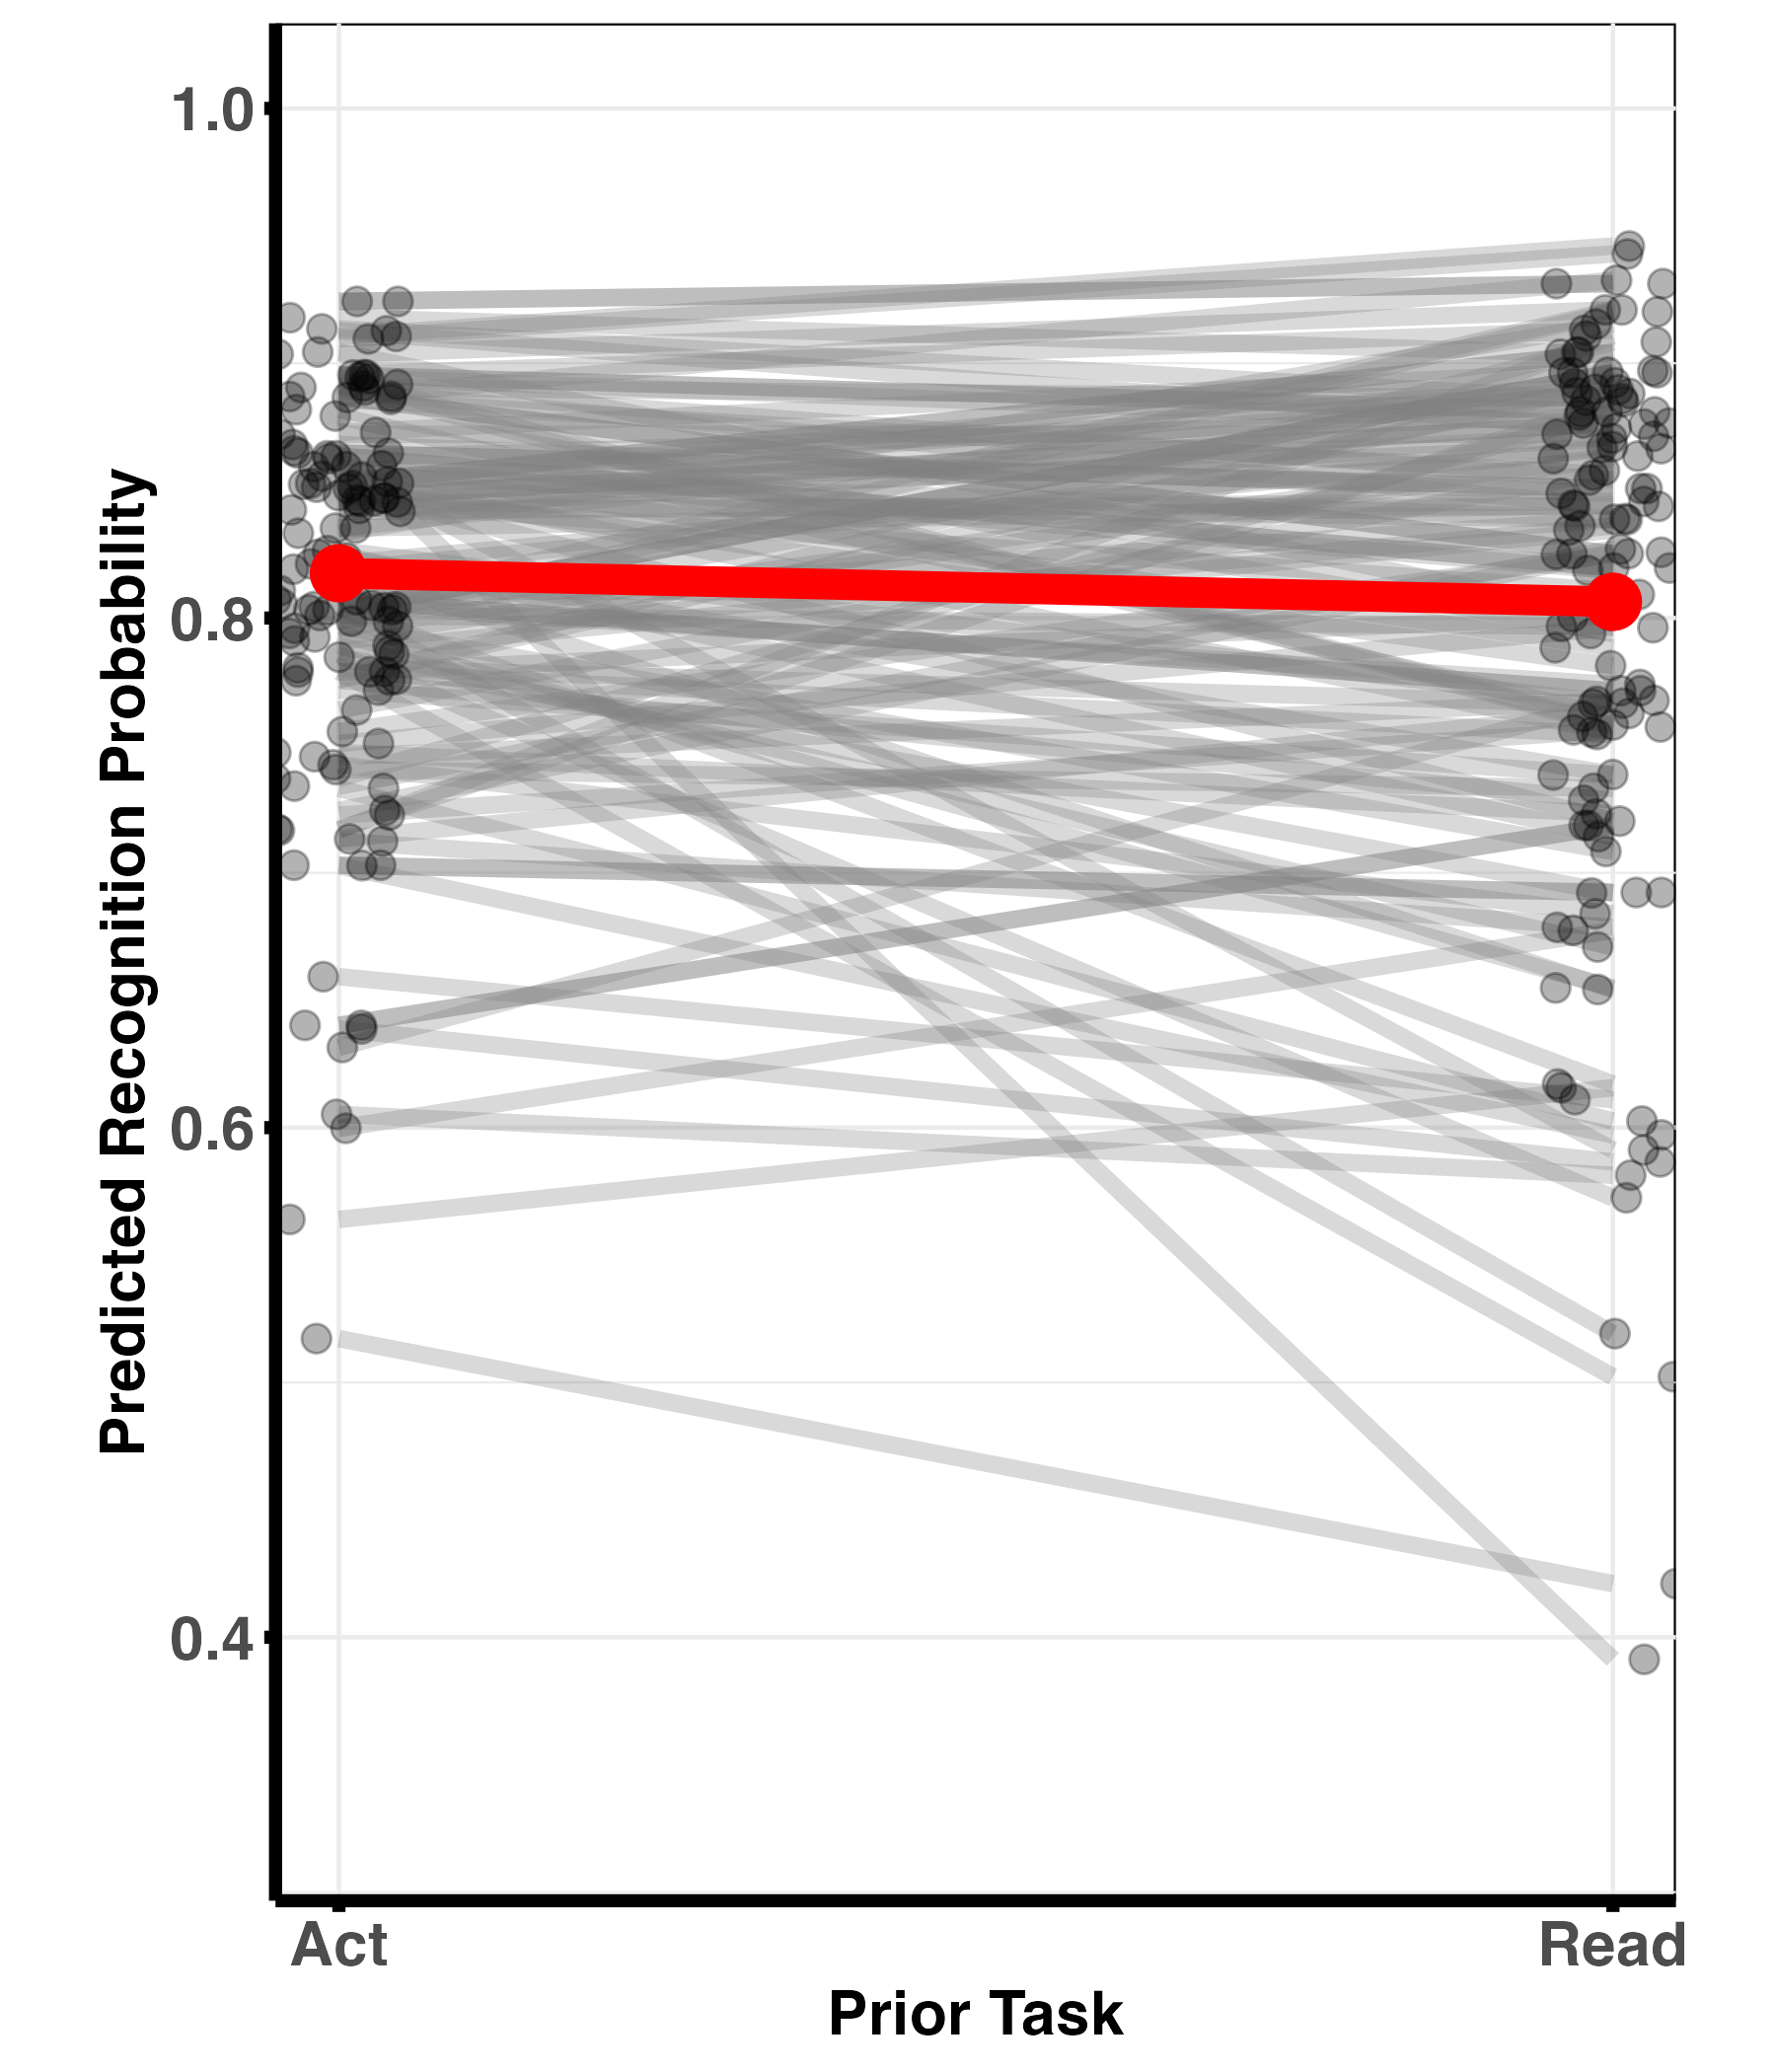 Predicted Recognition Probability
1.0
0.8
0.6
0.4
Act
Read
Prior Task